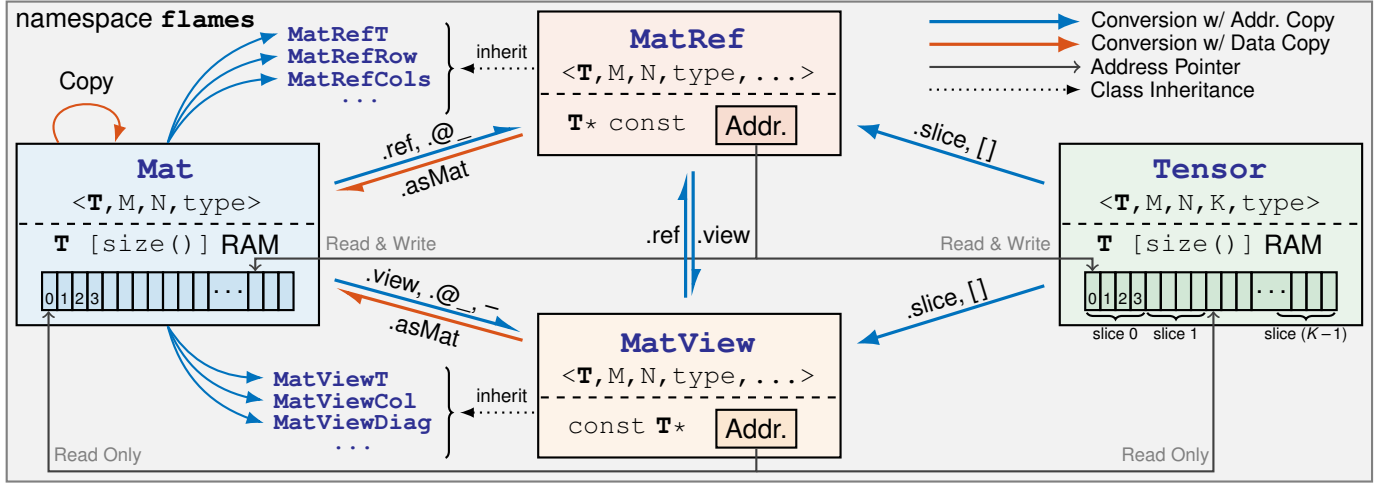 namespace flames
MatRefT
MatRefRow
MatRefCols
...
inherit
MatRef
<T,M,N,type,...>
T* const
Addr.
Conversion w/ Addr. Copy
Conversion w/ Data Copy
Address Pointer
Class Inheritance
Copy
Mat
<T,M,N,type>
T [size()] RAM
0 1 2 3 ...
.ref, .@_
.asMat
.slice, []
Tensor
<T,M,N,K,type>
T [size()] RAM
0 1 2 3 ...
slice 0
slice 1
slice (K−1)
Read & Write
.ref
.view
Read & Write
.view, .@_, −
.asMat
.slice, []
MatView
<T,M,N,type,...>
const T*
Addr.
MatViewT
MatViewCol
MatViewDiag
...
inherit
Read Only
Read Only